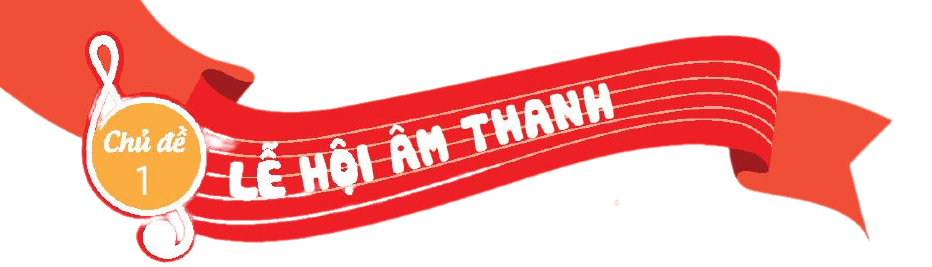 Chủ đề
1
LỄ HỘI ÂM THANH